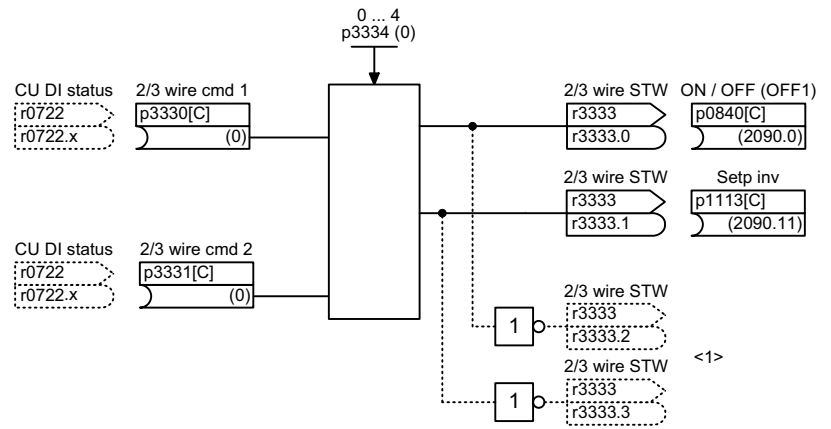 0 ... 4
p3334 (0)
CU DI status
r0722
r0722.x
2/3 wire cmd 1
p3330[C]
(0)
2/3 wire STW
r3333
r3333.0
ON / OFF (OFF1)
p0840[C]
(2090.0)
2/3 wire STW
r3333
r3333.1
Setp inv
p1113[C]
(2090.11)
CU DI status
r0722
r0722.x
2/3 wire cmd 2
p3331[C]
(0)
2/3 wire STW
r3333
r3333.2
1
<1>
2/3 wire STW
r3333
r3333.3
1